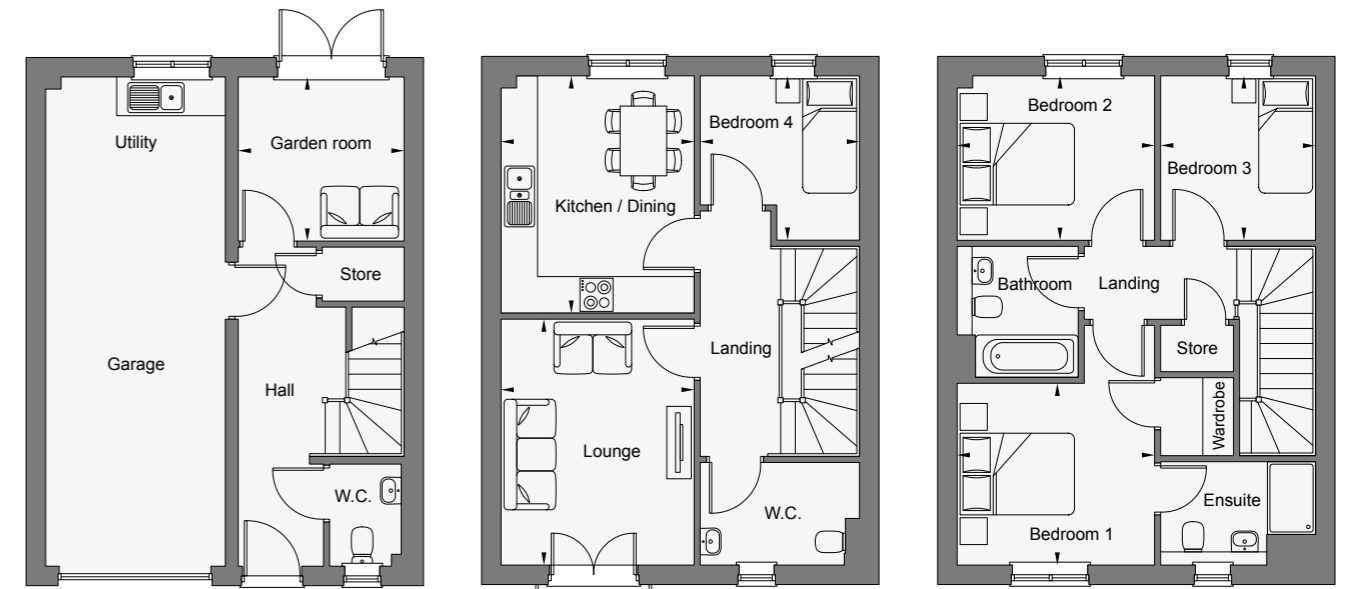 Utility
Garden room
Store
Garage
Hall
W.C.
Bedroom 4
Kitchen / Dining
Landing
Lounge
W.C.
Bedroom 2
Bedroom 3
Bathroom
Landing
Store
Wardrobe
Ensuite
Bedroom 1